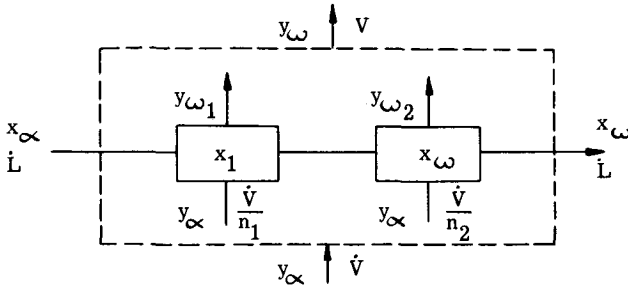 y_ω V
y_ω1 y_ω2
x_α x_1 x_ω x_ω
L̇ L̇
y_α V̇/n_1 y_α V̇/n_2
y_α V̇